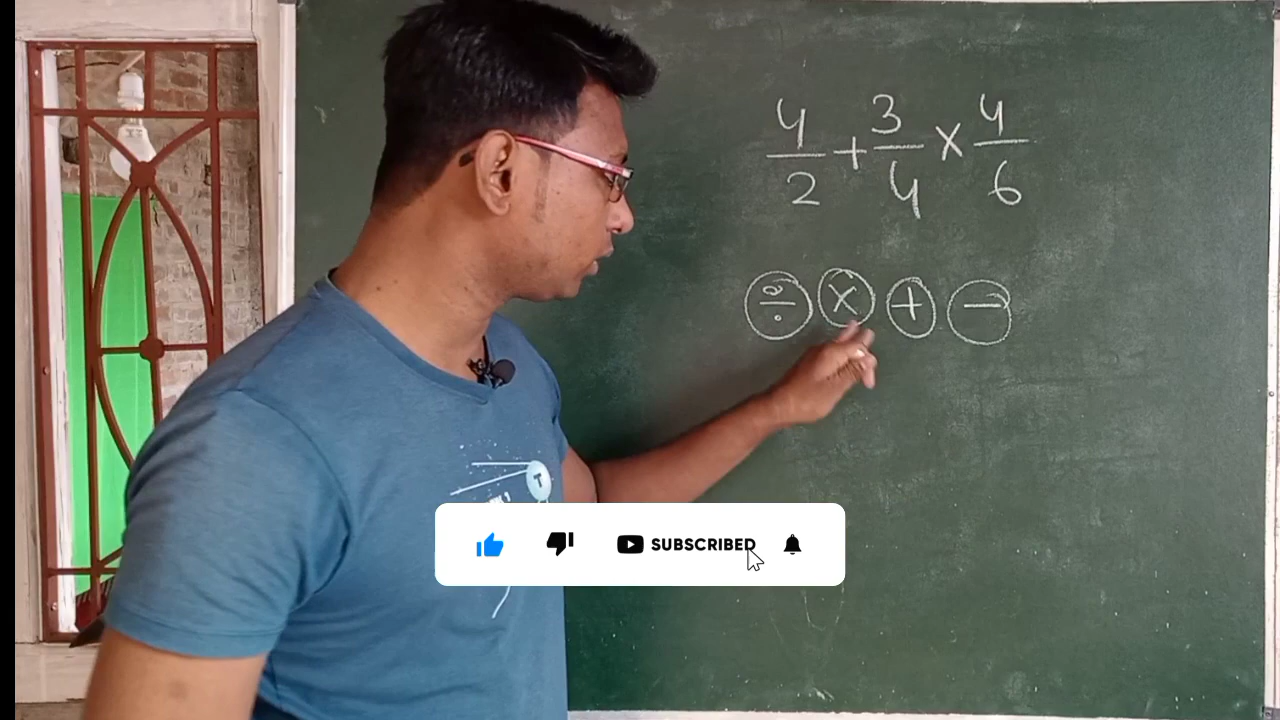 4/2 + 3/4 × 4/6
÷ × + −
T
SUBSCRIBED